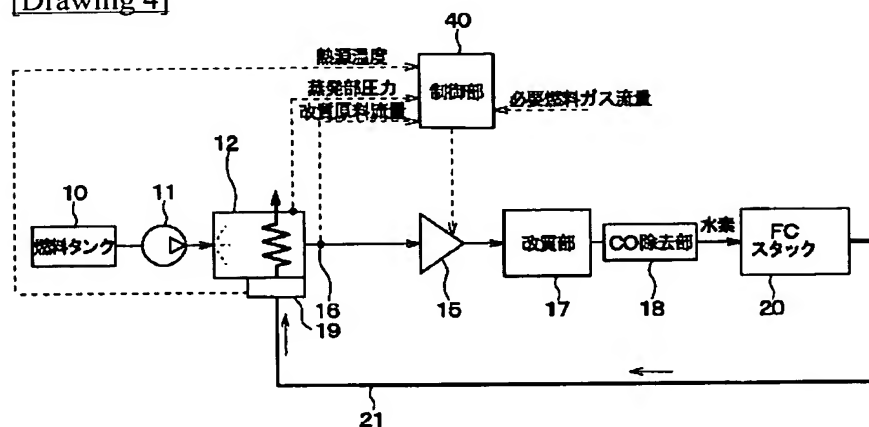 [Drawing 4]
40
熱源温度
蒸発部圧力
制御部
改質原料流量
必要燃料ガス流量
12
10
11
燃料タンク
水素
改質部
CO除去部
FC
スタック
16
15
17
18
20
19
21